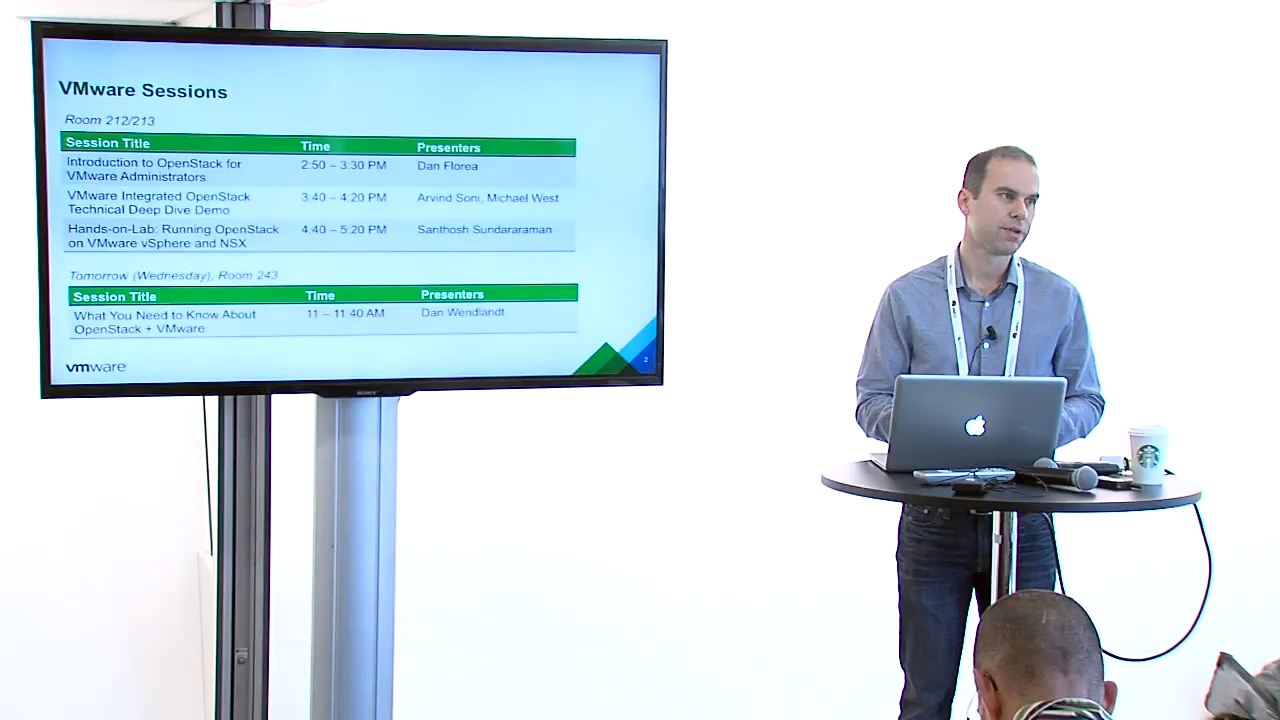 VMware Sessions
Room 212/213
Session Title Time Presenters
Introduction to OpenStack for VMware Administrators 2:50 – 3:30 PM Dan Florea
VMware Integrated OpenStack Technical Deep Dive Demo 3:40 – 4:20 PM Arvind Soni, Michael West
Hands-on-Lab: Running OpenStack on VMware vSphere and NSX 4:40 – 5:20 PM Santhosh Sundararaman
Tomorrow (Wednesday), Room 243
Session Title Time Presenters
What You Need to Know About OpenStack + VMware 11 – 11:40 AM Dan Wendlandt
vmware
2
SONY